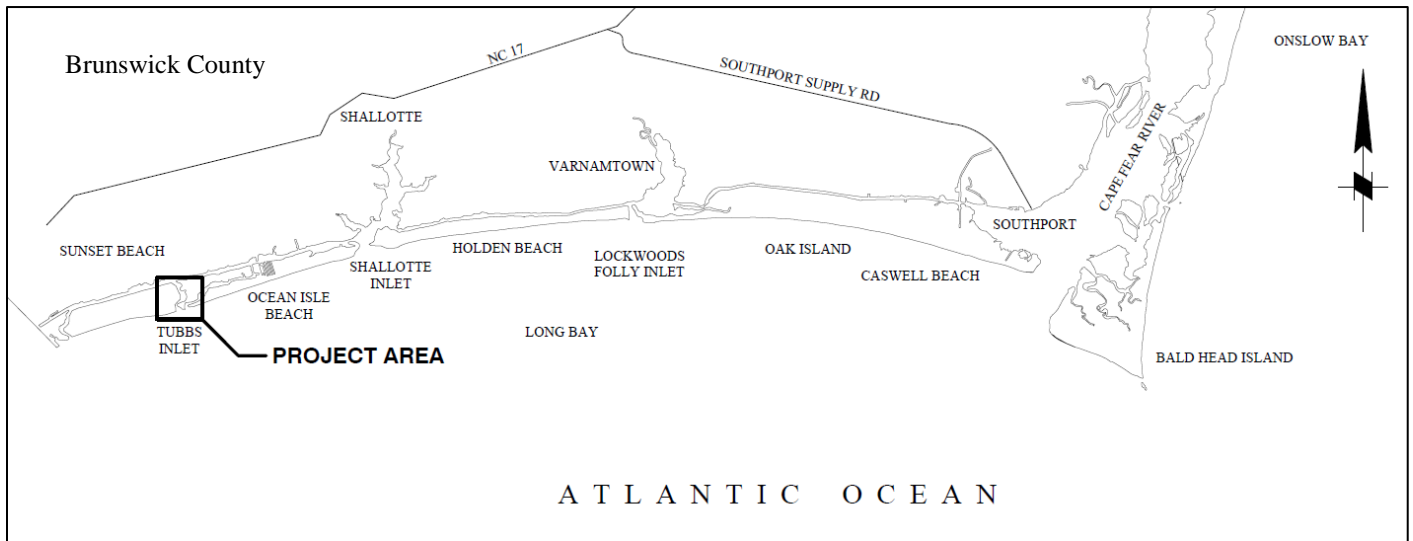 Brunswick County
ONSLOW BAY
NC 17
SOUTHPORT SUPPLY RD
SHALLOTTE
CAPE FEAR RIVER
VARNAMTOWN
SOUTHPORT
SUNSET BEACH
HOLDEN BEACH
LOCKWOODS
FOLLY INLET
OAK ISLAND
SHALLOTTE
INLET
CASWELL BEACH
OCEAN ISLE
BEACH
TUBBS
INLET
LONG BAY
PROJECT AREA
BALD HEAD ISLAND
ATLANTIC OCEAN